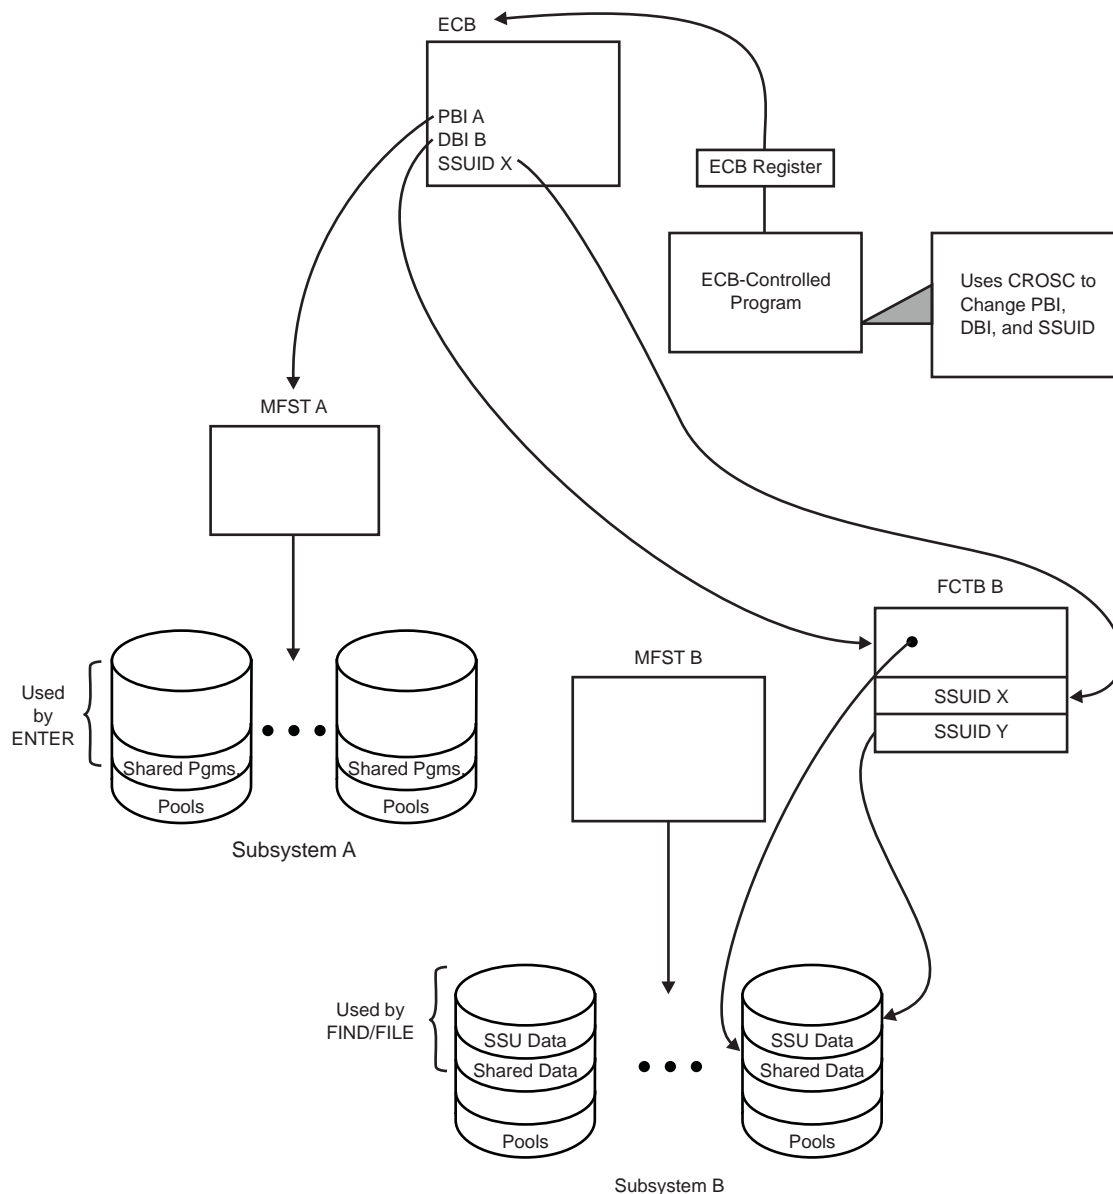 ECB
PBI A
DBI B
SSUID X
ECB Register
ECB-Controlled
Program
Uses CROSC to
Change PBI,
DBI, and SSUID
MFST A
FCTB B
SSUID X
SSUID Y
MFST B
Used
by
ENTER
Shared Pgms.
Pools
Shared Pgms.
Pools
Subsystem A
Used by
FIND/FILE
SSU Data
Shared Data
Pools
SSU Data
Shared Data
Pools
Subsystem B